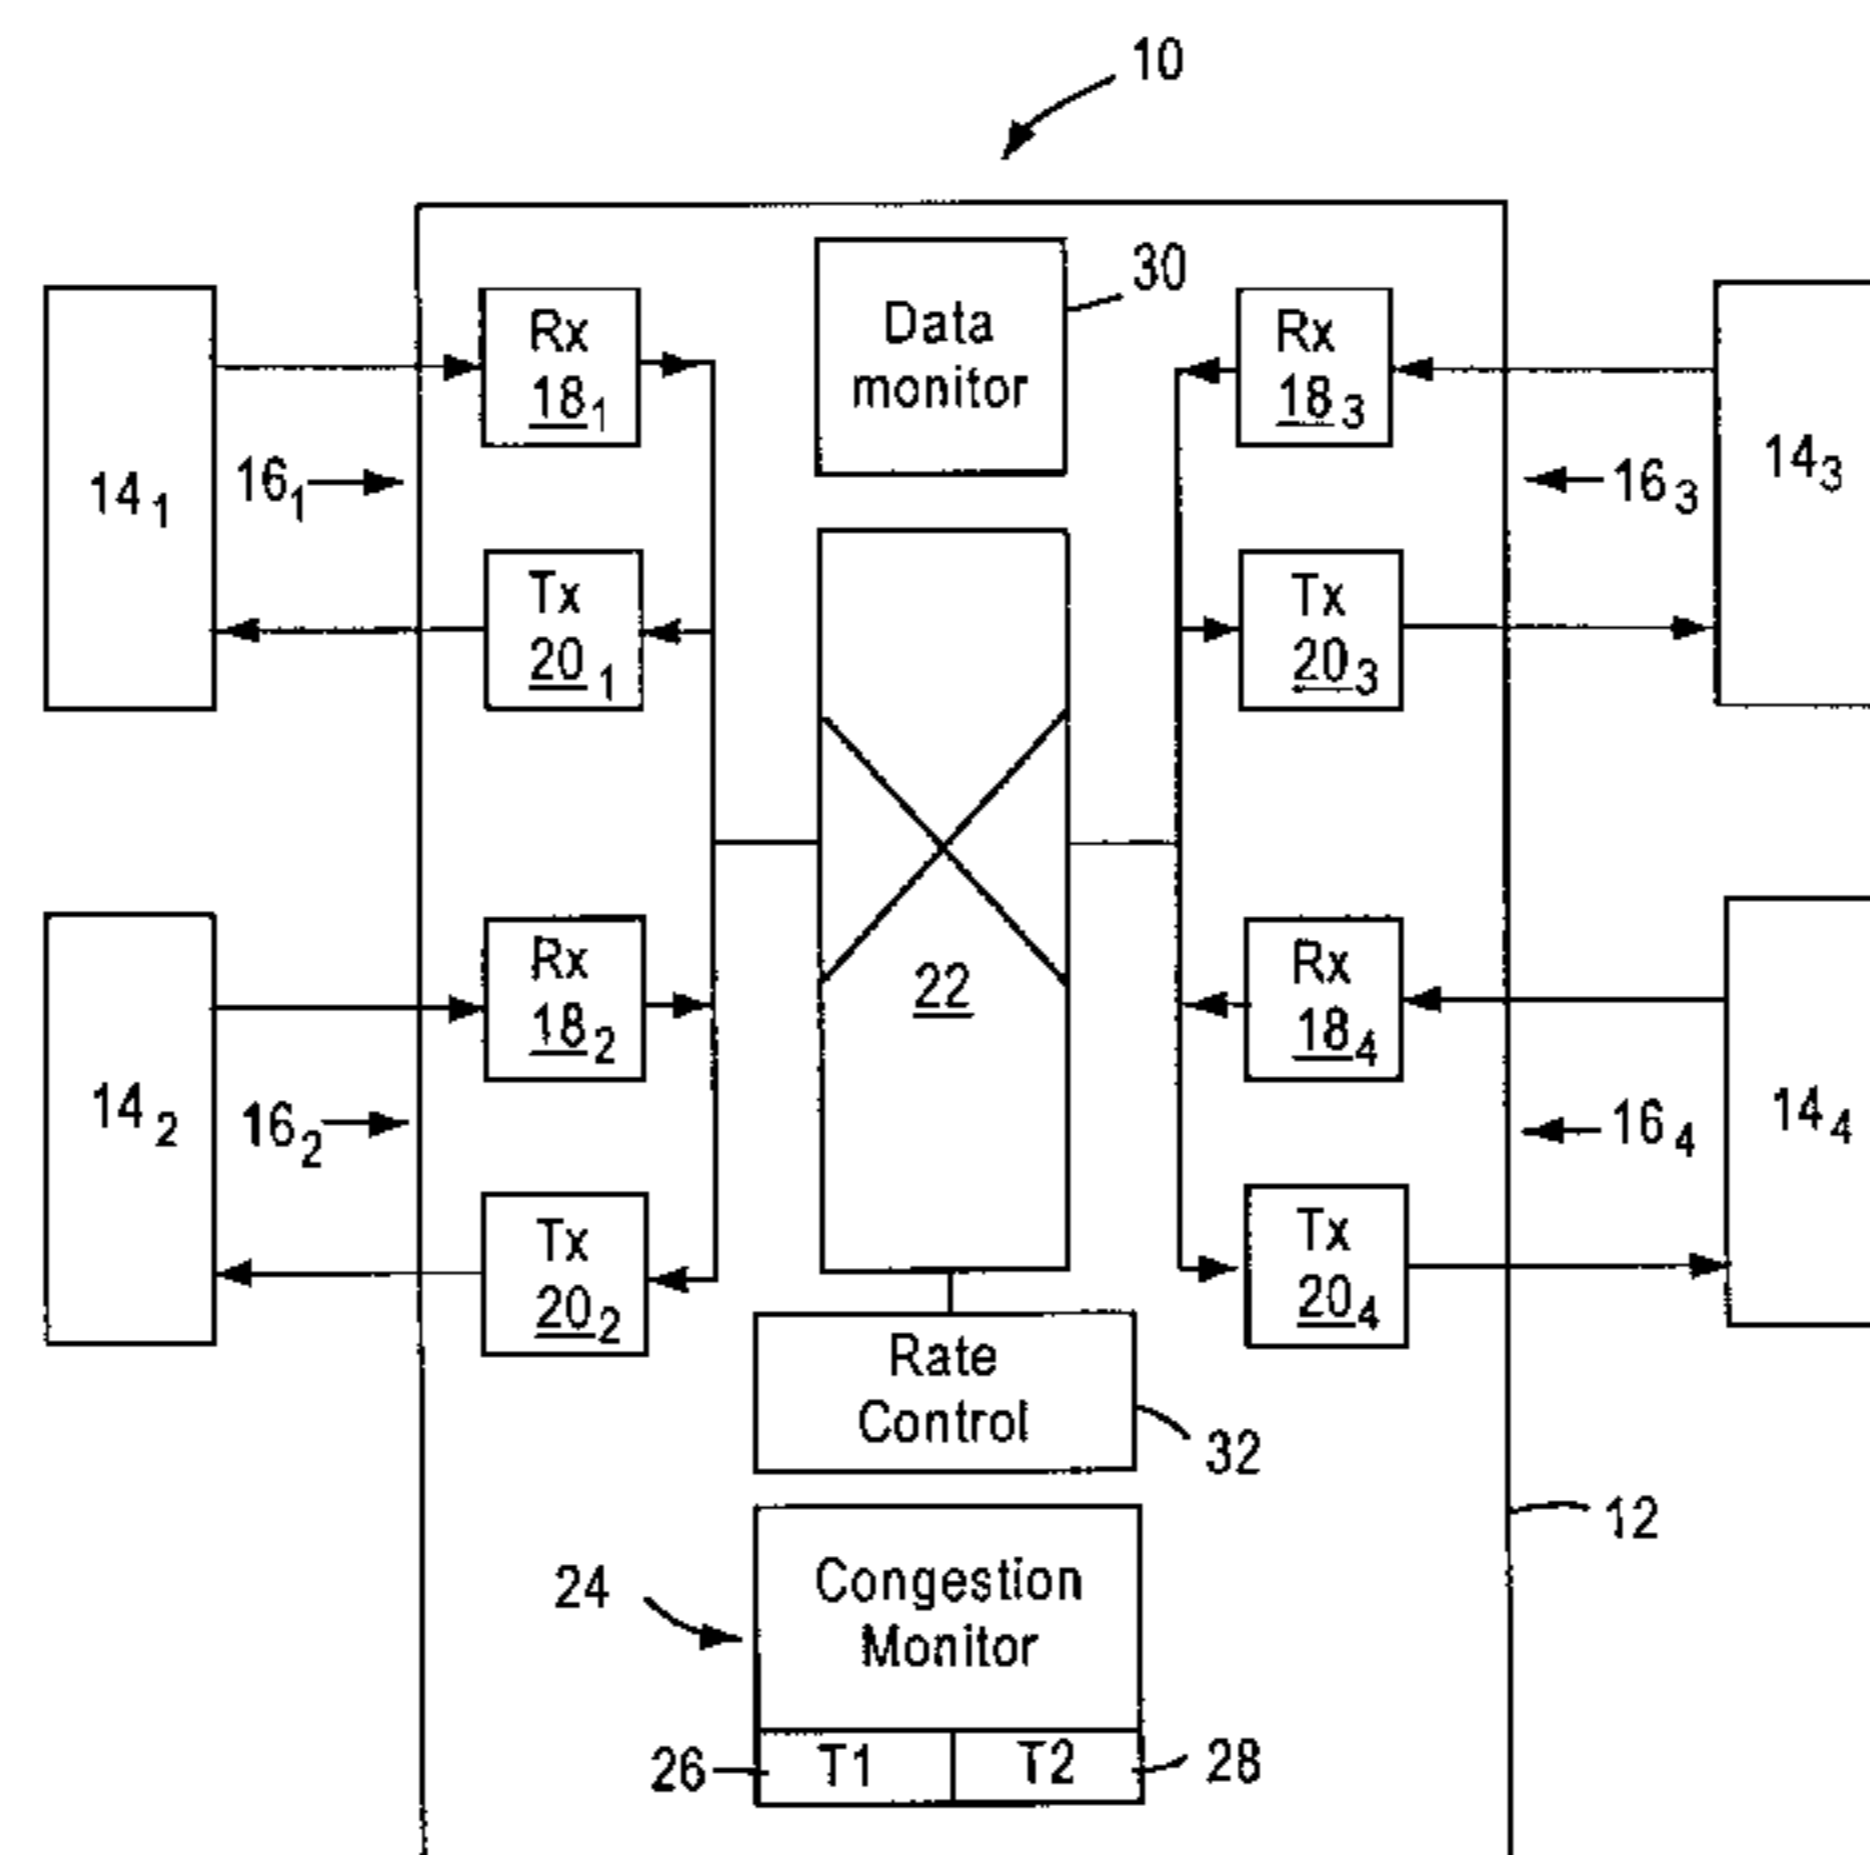 10
30
Data
monitor
Rx
18₁
Rx
18₃
14₁
16₁
16₃
14₃
Tx
20₁
Tx
20₃
22
Rx
18₂
Rx
18₄
14₂
16₂
16₄
14₄
Tx
20₂
Tx
20₄
Rate
Control
32
12
24
Congestion
Monitor
26
T1
T2
28